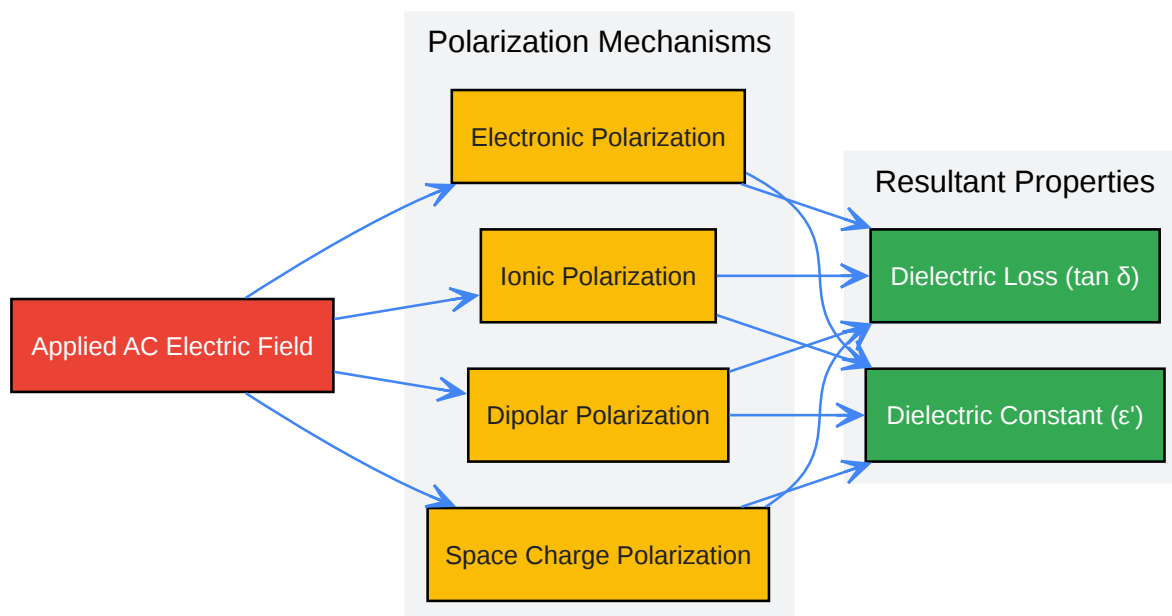 Polarization Mechanisms
Electronic Polarization
Resultant Properties
Ionic Polarization
Dielectric Loss (tan δ)
Applied AC Electric Field
Dipolar Polarization
Dielectric Constant (ε')
Space Charge Polarization